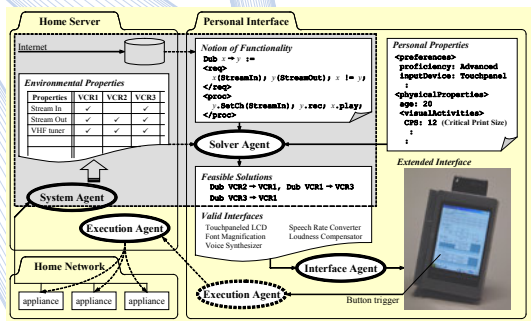 Home Server
Internet
Environmental Properties
Properties VCR1 VCR2 VCR3
Stream In ✓ ✓
Stream Out ✓ ✓ ✓
VHF tuner ✓ ✓ ✓
System Agent
Execution Agent
Home Network
appliance appliance appliance
Personal Interface
Notion of Functionality
Dub x → y :=
<req>
x(StreamIn); y(StreamOut); x != y;
</req>
<proc>
y.SetCh(StreamIn); y.rec; x.play;
</proc>
Solver Agent
Feasible Solutions
Dub VCR2 → VCR1, Dub VCR1 → VCR3
Dub VCR3 → VCR1
Valid Interfaces
Touchpaneled LCD Speech Rate Converter
Font Magnification Loudness Compensator
Voice Synthesizer
Interface Agent
Execution Agent
Button trigger
Personal Properties
<preferences>
proficiency: Advanced
inputDevice: Touchpanel
:
<physicalProperties>
age: 20
<visualActivities>
CPS: 12 (Critical Print Size)
:
:
Extended Interface